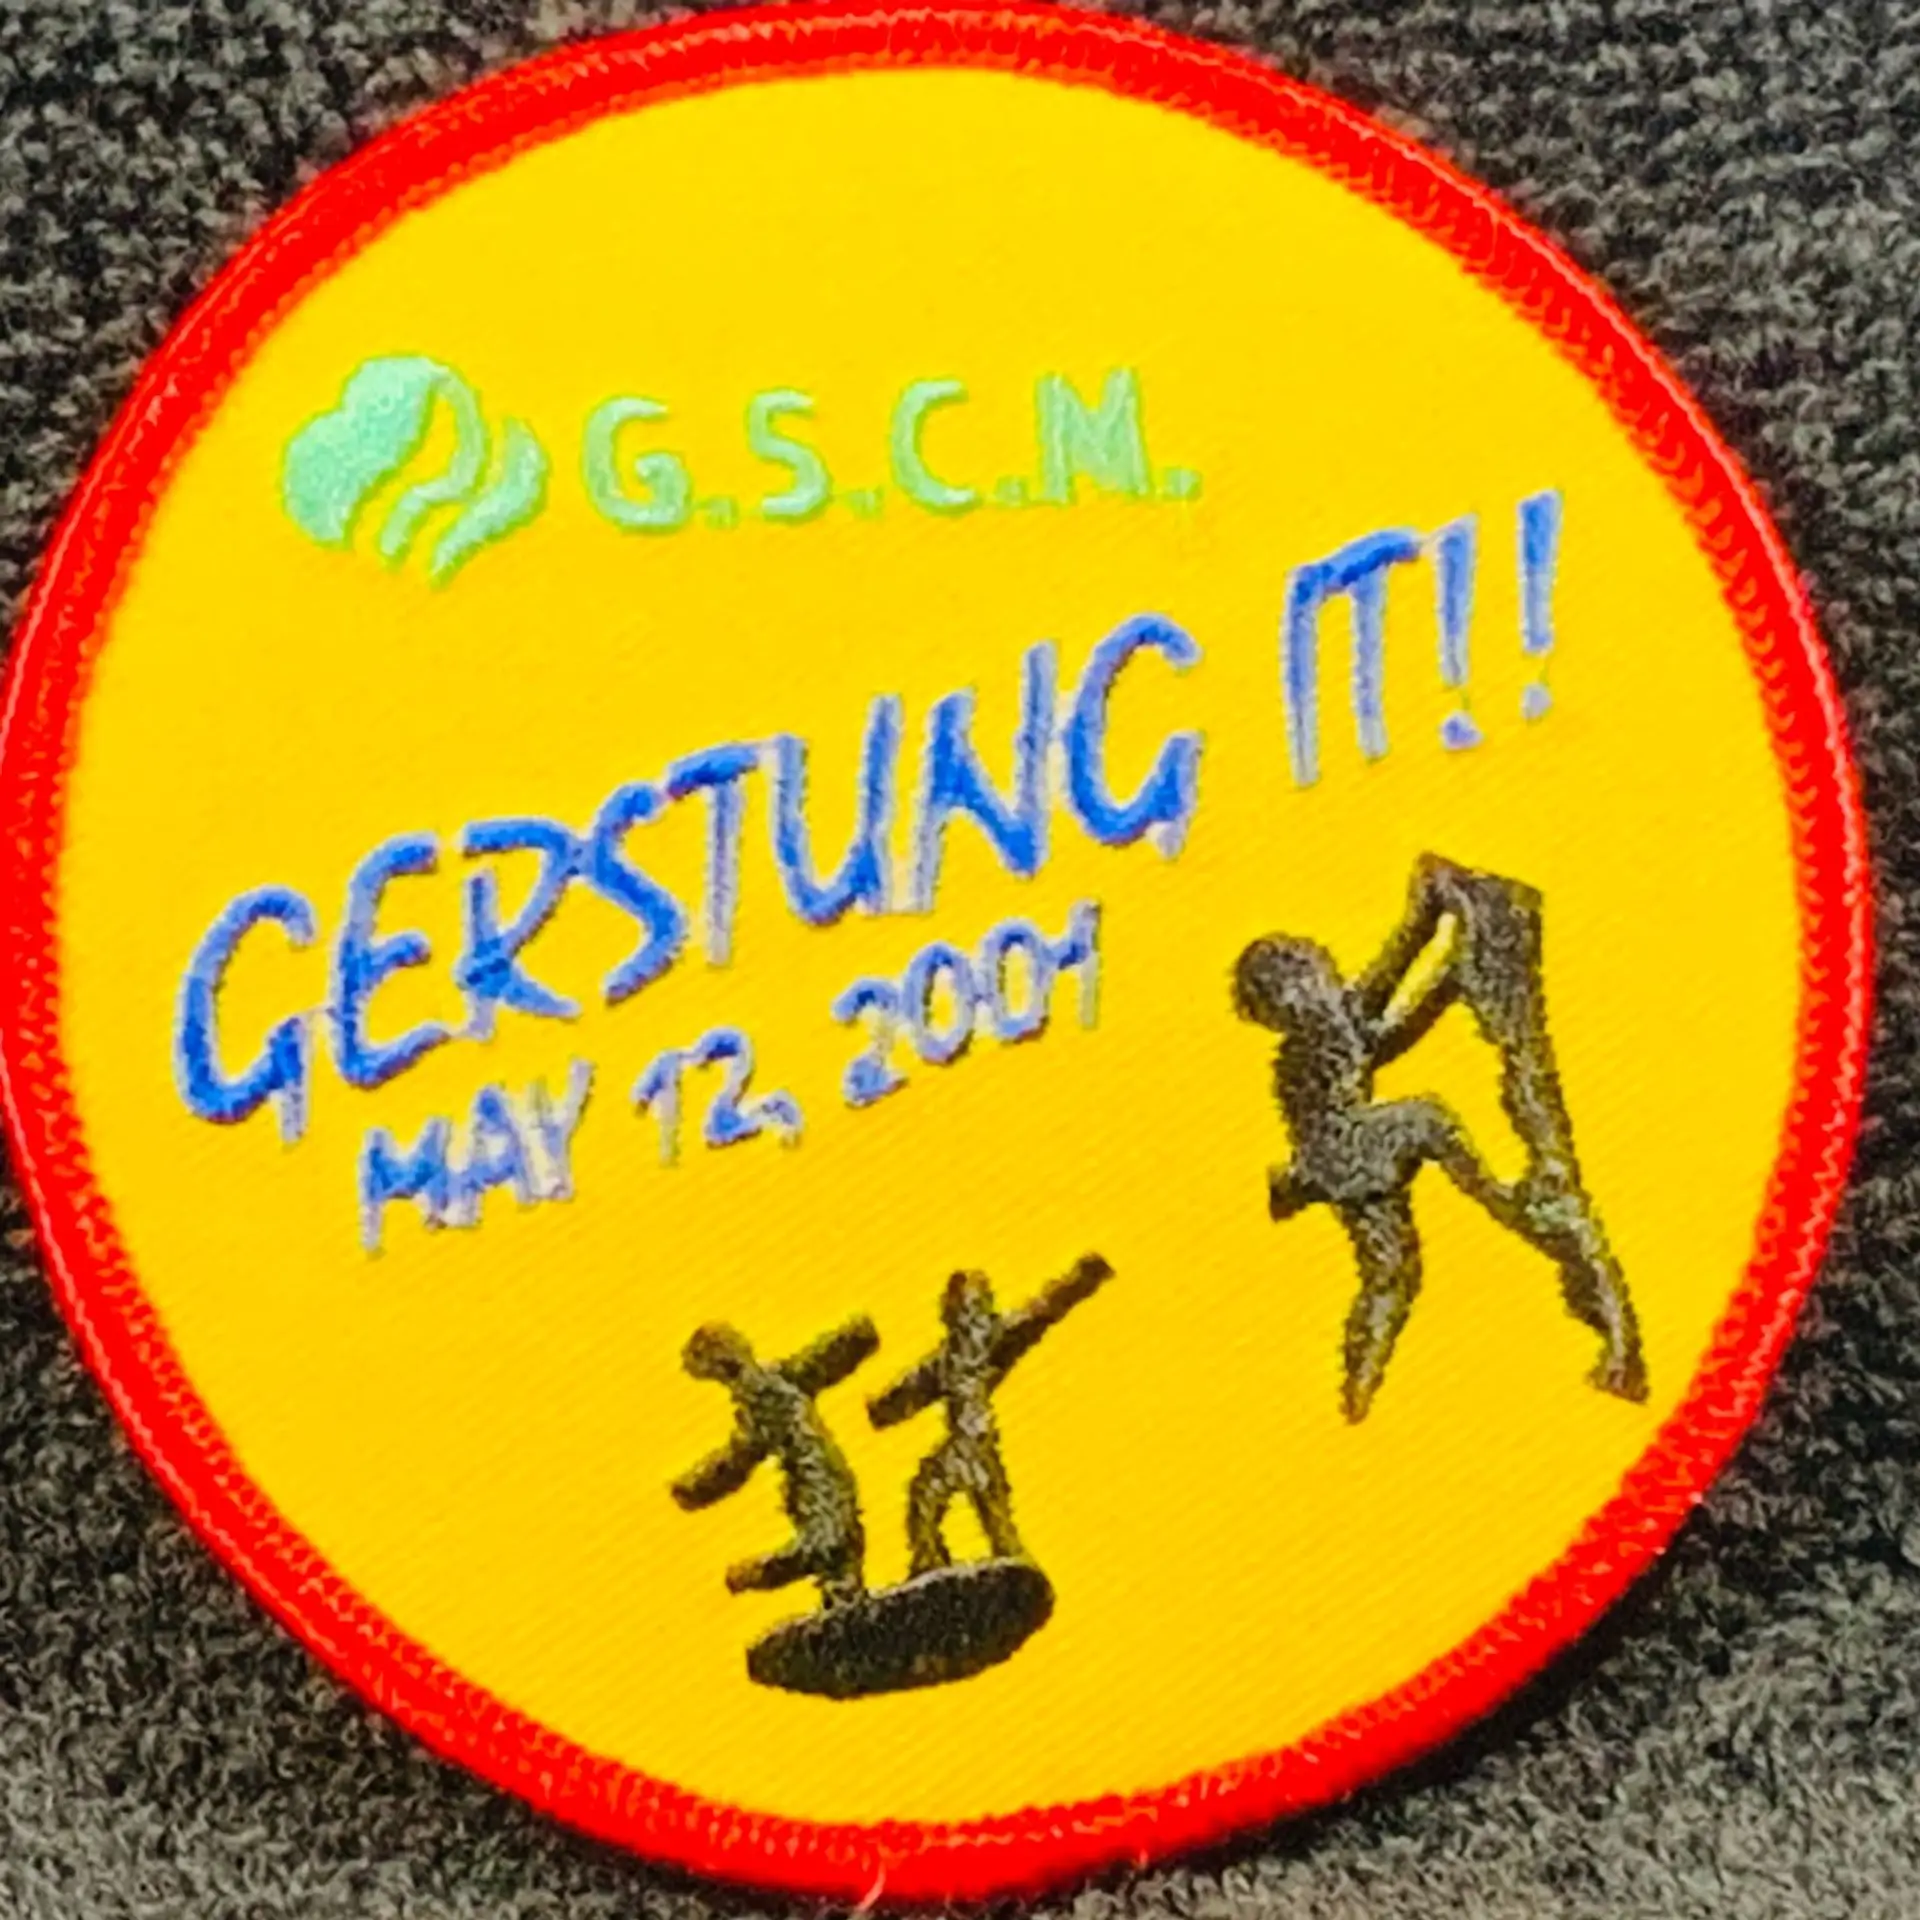 G.S.C.M.
GERSTUNG IT!!
MAY 12, 2001